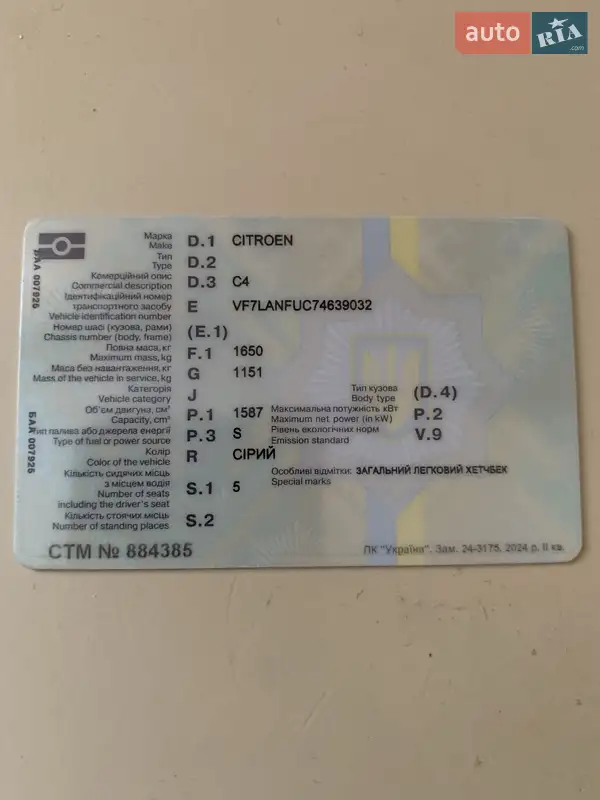 auto RIA .com
Марка D.1 CITROEN
Make
Тип D.2
Type
Комерційний опис D.3 C4
Commercial description
Ідентифікаційний номер
транспортного засобу E VF7LANFUC74639032
Vehicle identification number
Номер шасі (кузова, рами) (E.1)
Chassis number (body, frame)
Повна маса, кг F.1 1650
Maximum mass, kg
Маса без навантаження, кг G 1151
Mass of the vehicle in service, kg
Категорія J Тип кузова (D.4)
Vehicle category Body type
Об'єм двигуна, см³ P.1 1587 Максимальна потужність кВт P.2
Capacity, cm³ Maximum net power (in kW)
Тип палива або джерела енергії P.3 S Рівень екологічних норм V.9
Type of fuel or power source Emission standard
Колір R СІРИЙ
Color of the vehicle
Кількість сидячих місць Особливі відмітки: ЗАГАЛЬНИЙ ЛЕГКОВИЙ ХЕТЧБЕК
з місцем водія S.1 5 Special marks
Number of seats
including the driver's seat
Кількість стоячих місць S.2
Number of standing places
СТМ № 884385
ПК "Україна". Зам. 24-3175. 2024 р. II кв.
007925
007925